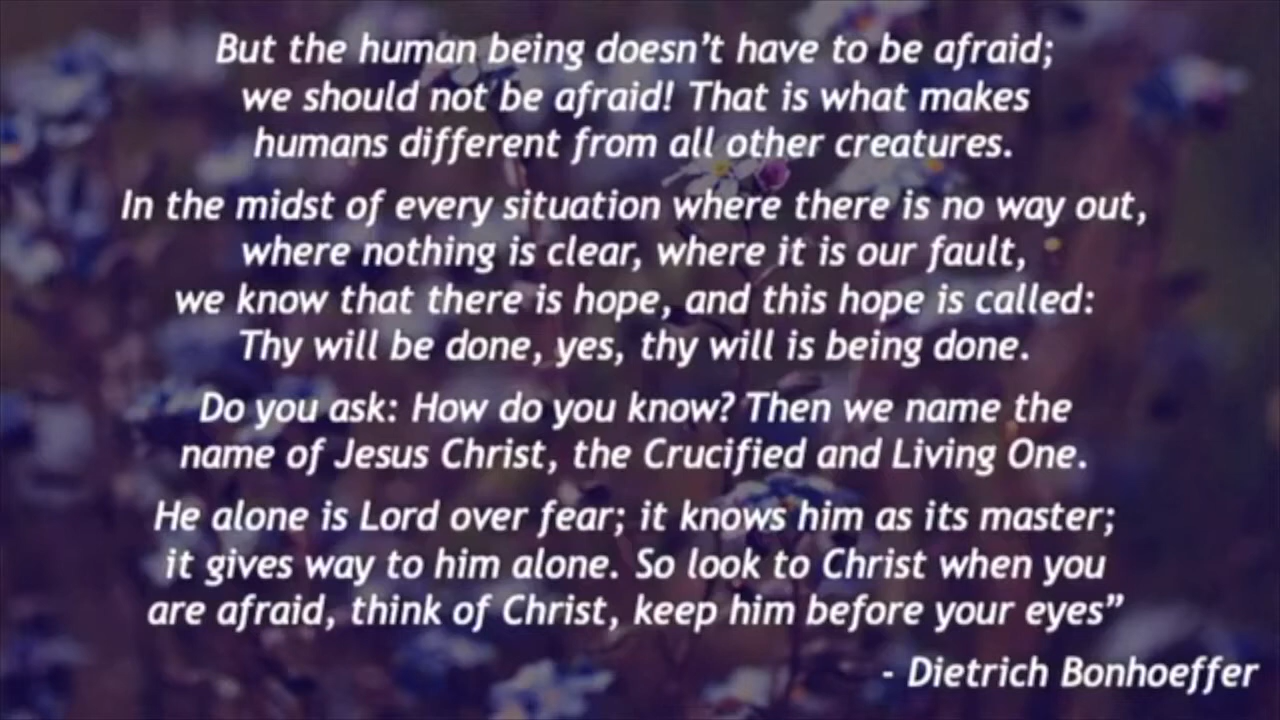 But the human being doesn’t have to be afraid;
we should not be afraid! That is what makes
humans different from all other creatures.
In the midst of every situation where there is no way out,
where nothing is clear, where it is our fault,
we know that there is hope, and this hope is called:
Thy will be done, yes, thy will is being done.
Do you ask: How do you know? Then we name the
name of Jesus Christ, the Crucified and Living One.
He alone is Lord over fear; it knows him as its master;
it gives way to him alone. So look to Christ when you
are afraid, think of Christ, keep him before your eyes”
- Dietrich Bonhoeffer